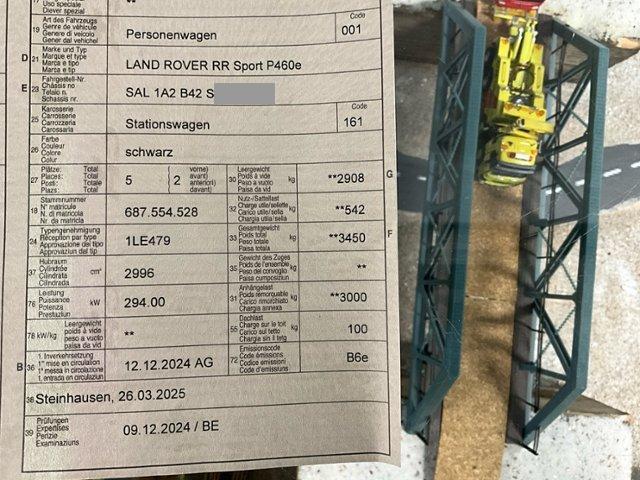 Uso speciale
Diever spezial
**
19 Art des Fahrzeugs
Genre de véhicule
Genere di veicolo
Gener dal vehichel
Personenwagen
Code
001
D 21 Marke und Typ
Marque et type
Marca e tipo
Marca e tip
LAND ROVER RR Sport P460e
E 23 Fahrgestell-Nr.
Châssis no
Telaio n.
Schassis nr.
SAL 1A2 B42 S
25 Karosserie
Carrosserie
Carrozzeria
Carossaria
Stationswagen
Code
161
26 Farbe
Couleur
Colore
Colur
schwarz
27 Plätze: Total vorne)
Places: Total avant)
Posti: Totale anteriori)
Plazs: Total davant)
5 2
30 Leergewicht
Poids à vide
Peso a vuoto
Paisa da vid
kg
**2908
G
18 Stammnummer
N° matricule
N. di matricola
Nr. da matricla
687.554.528
32 Nutz-/Sattellast
Charge utile/sellette
Carico utile/sella
Chargia utila/sella
kg
**542
24 Typengenehmigung
Réception par type
Approvazione del tipo
Approvaziun dal tip
1LE479
33 Gesamtgewicht
Poids total
Peso totale
Paisa totala
kg
**3450
F
37 Hubraum
Cylindrée
Cilindrata
Cilindrada
cm³
2996
35 Gewicht des Zuges
Poids de l'ensemble
Peso del convoglio
Paisa cumposiziun
kg
**
76 Leistung
Puissance
Potenza
Prestaziun
kW
294.00
31 Anhängelast
Poids remorquable
Carico rimorchiato
Chargia annexa
kg
**3000
78 kW/kg
Leergewicht
poids à vide
peso a vuoto
paisa da vid
**
55 Dachlast
Charge sur le toit
Carico sul tetto
Chargia sin il tetg
kg
100
B 36 1. Inverkehrsetzung
1re mise en circulation
1a messa in circolazione
1. entrada en circulaziun
12.12.2024 AG
72 Emissionscode
Code émissions
Codice emissioni
Code d'emissiuns
B6e
38 Steinhausen, 26.03.2025
39 Prüfungen
Expertises
Perizie
Examinaziuns
09.12.2024 / BE